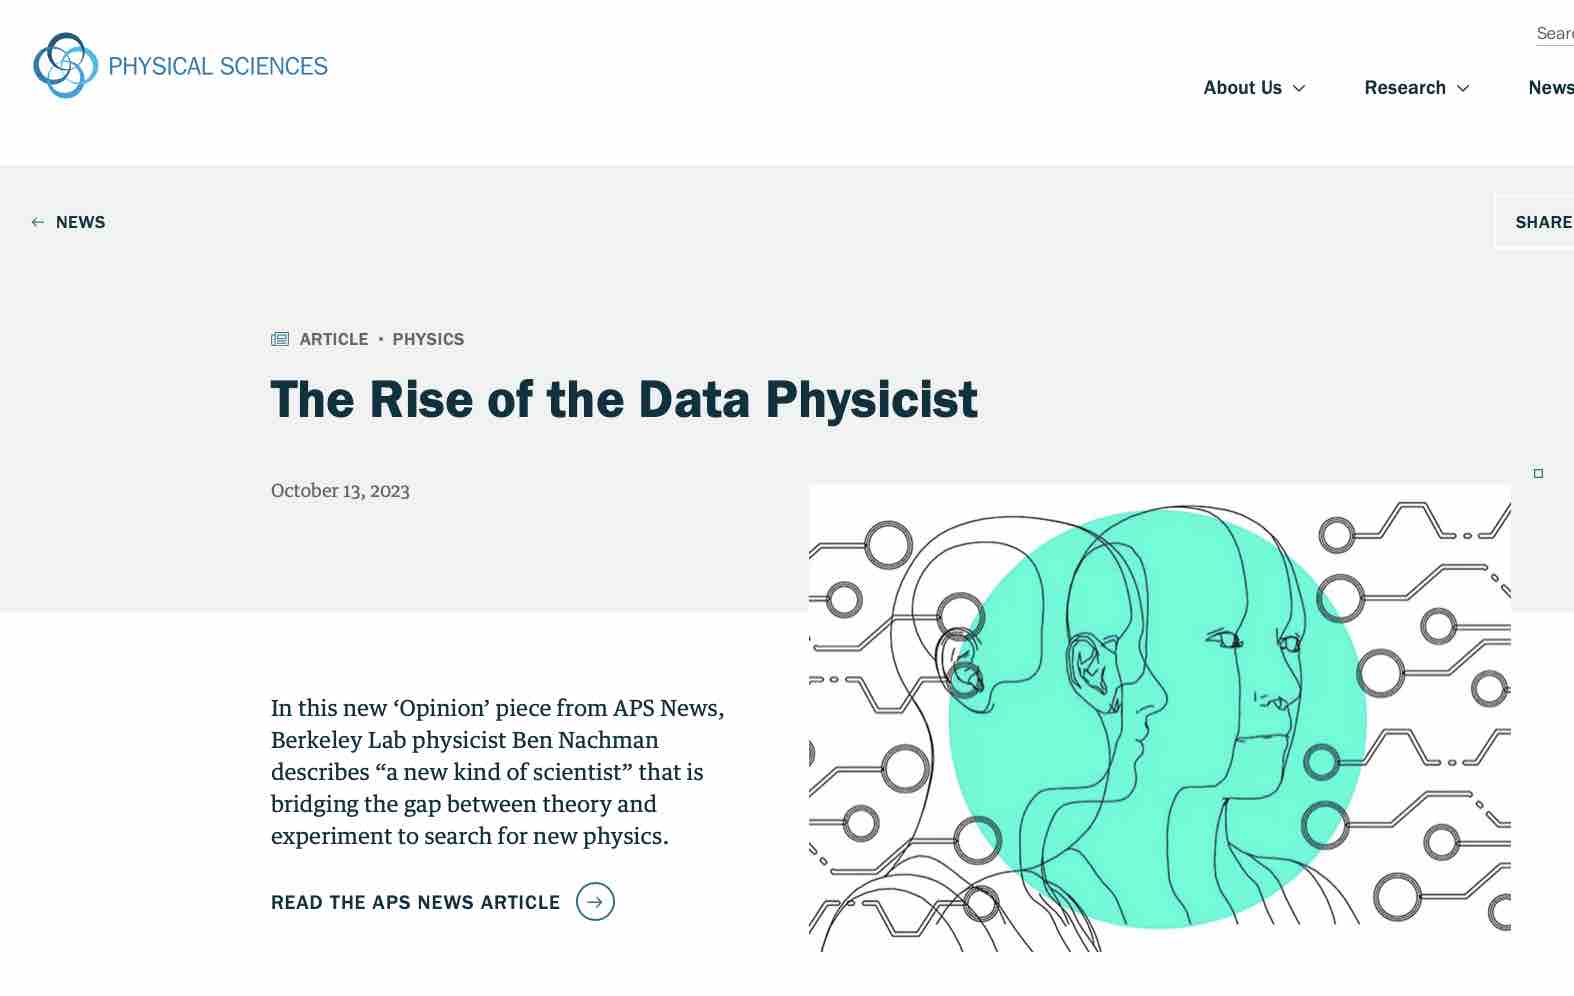 PHYSICAL SCIENCES
Sear
About Us
Research
News
NEWS
SHARE
ARTICLE • PHYSICS
The Rise of the Data Physicist
October 13, 2023
In this new ‘Opinion’ piece from APS News,
Berkeley Lab physicist Ben Nachman
describes “a new kind of scientist” that is
bridging the gap between theory and
experiment to search for new physics.
READ THE APS NEWS ARTICLE